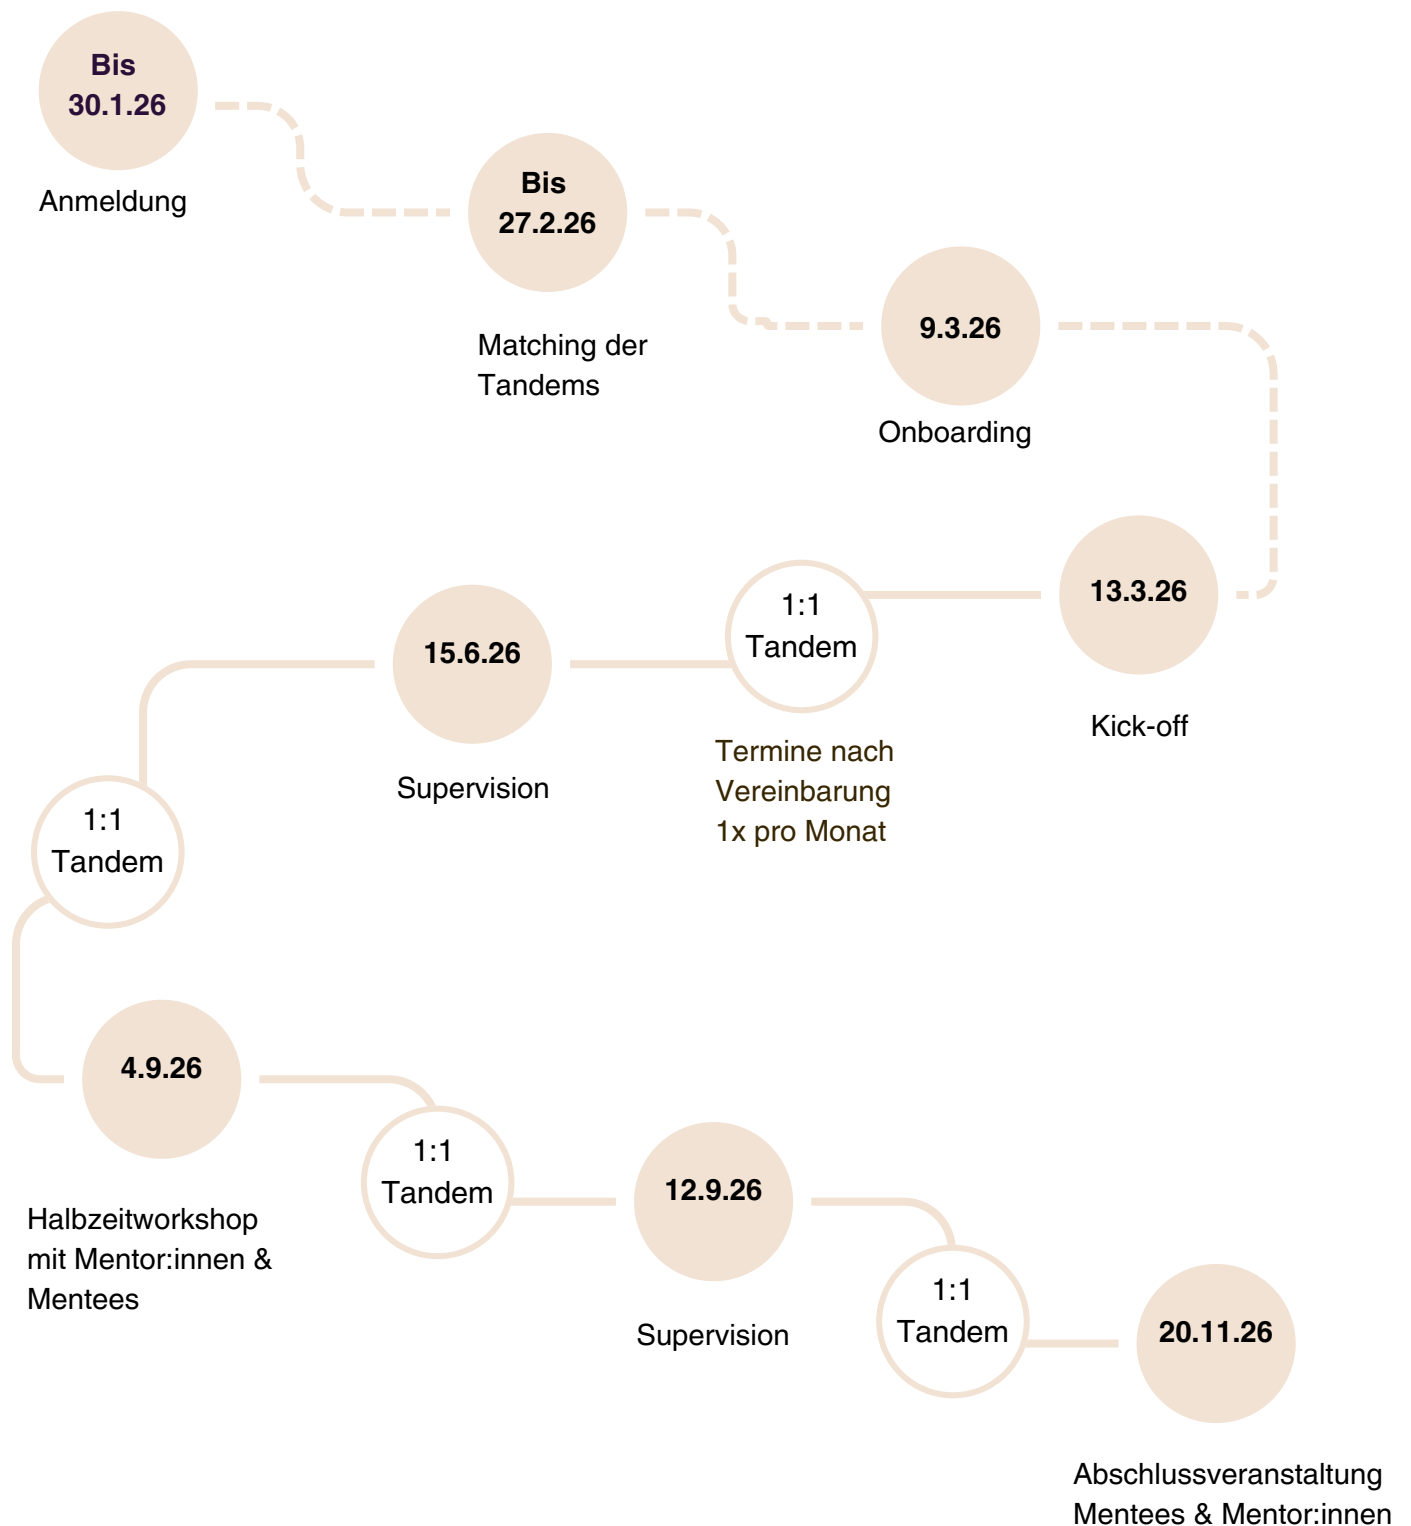 Bis
30.1.26
Anmeldung
Bis
27.2.26
Matching der
Tandems
9.3.26
Onboarding
13.3.26
Kick-off
1:1
Tandem
Termine nach
Vereinbarung
1x pro Monat
15.6.26
Supervision
1:1
Tandem
4.9.26
Halbzeitworkshop
mit Mentor:innen &
Mentees
1:1
Tandem
12.9.26
Supervision
1:1
Tandem
20.11.26
Abschlussveranstaltung
Mentees & Mentor:innen